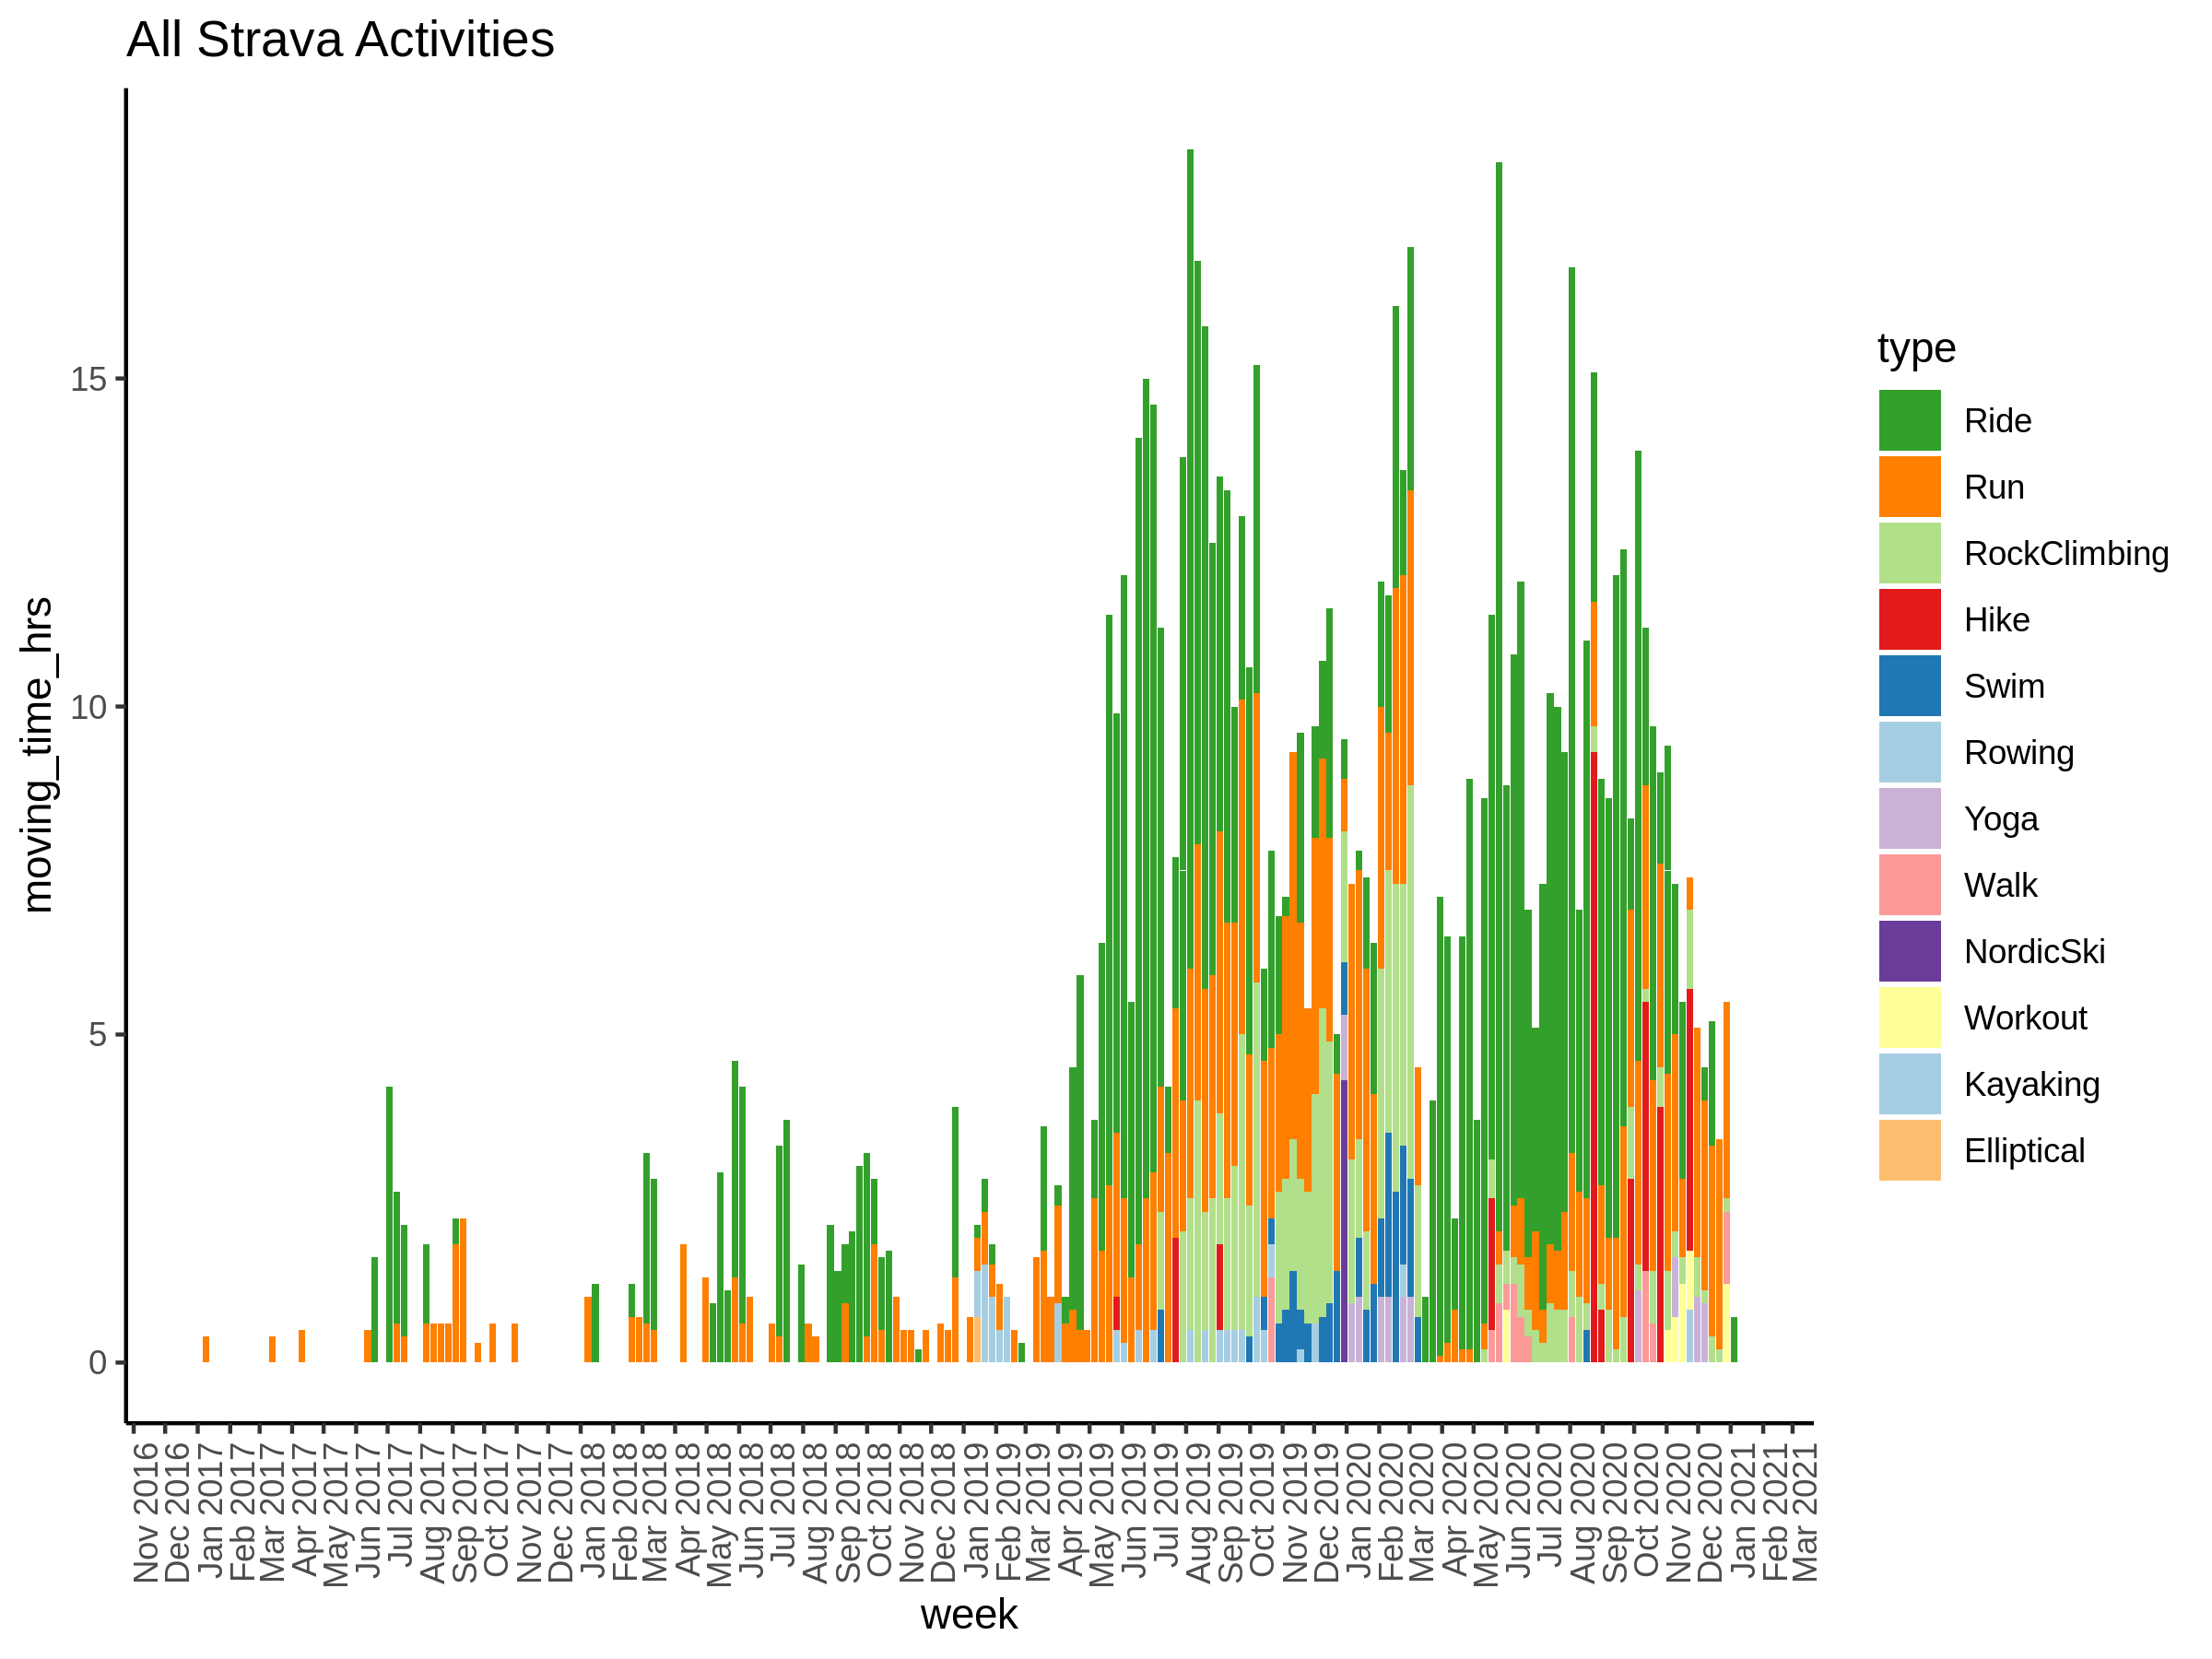 All Strava Activities
moving_time_hrs
15
10
5
0
Nov 2016
Dec 2016
Jan 2017
Feb 2017
Mar 2017
Apr 2017
May 2017
Jun 2017
Jul 2017
Aug 2017
Sep 2017
Oct 2017
Nov 2017
Dec 2017
Jan 2018
Feb 2018
Mar 2018
Apr 2018
May 2018
Jun 2018
Jul 2018
Aug 2018
Sep 2018
Oct 2018
Nov 2018
Dec 2018
Jan 2019
Feb 2019
Mar 2019
Apr 2019
May 2019
Jun 2019
Jul 2019
Aug 2019
Sep 2019
Oct 2019
Nov 2019
Dec 2019
Jan 2020
Feb 2020
Mar 2020
Apr 2020
May 2020
Jun 2020
Jul 2020
Aug 2020
Sep 2020
Oct 2020
Nov 2020
Dec 2020
Jan 2021
Feb 2021
Mar 2021
week
type
Ride
Run
RockClimbing
Hike
Swim
Rowing
Yoga
Walk
NordicSki
Workout
Kayaking
Elliptical